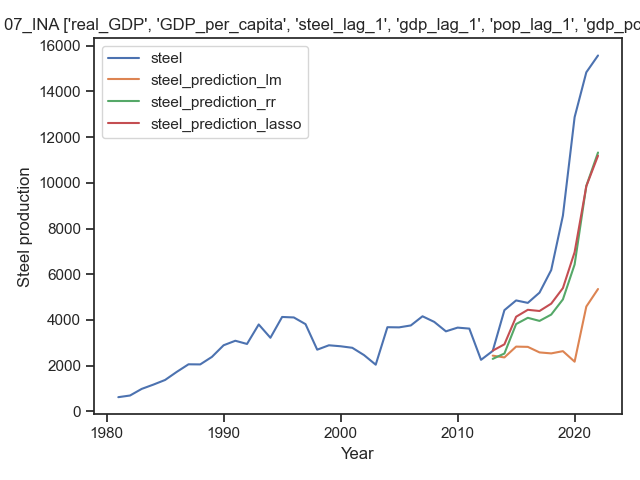 07_INA ['real_GDP', 'GDP_per_capita', 'steel_lag_1', 'gdp_lag_1', 'pop_lag_1', 'gdp_po
16000
14000
12000
10000
8000
6000
4000
2000
0
Steel production
steel
steel_prediction_lm
steel_prediction_rr
steel_prediction_lasso
1980
1990
2000
2010
2020
Year